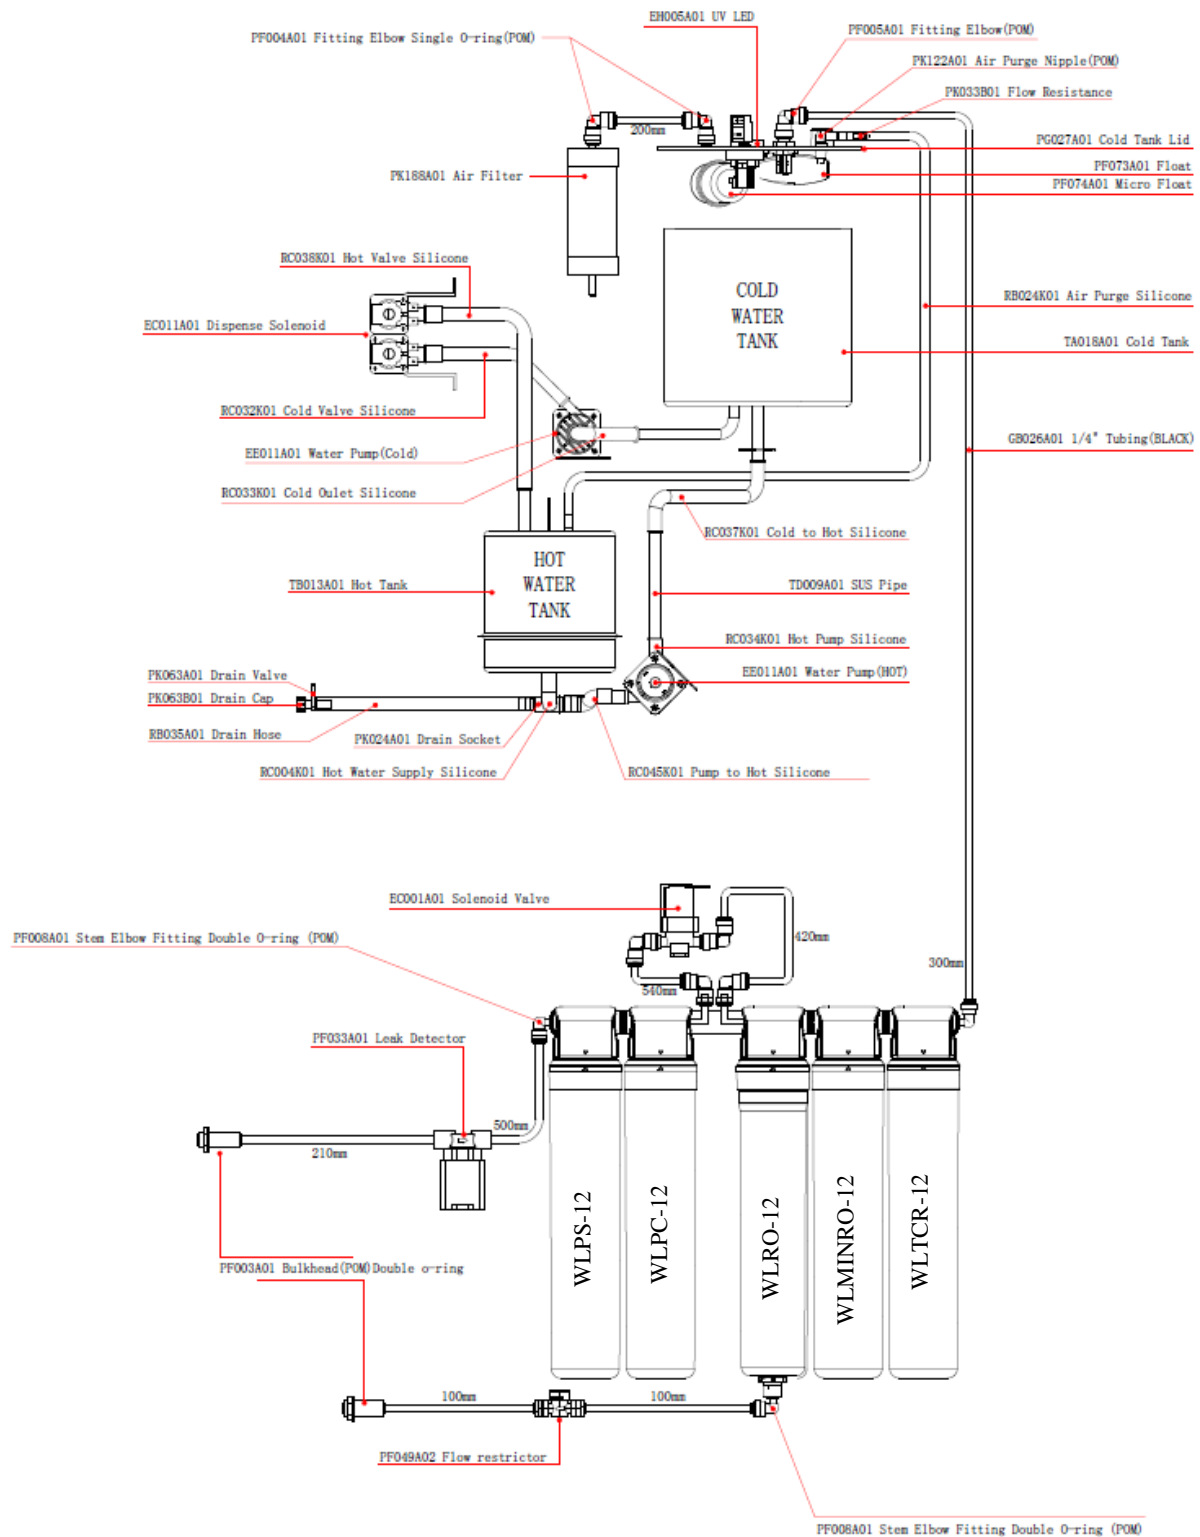 EH005A01 UV LED
PF004A01 Fitting Elbow Single O-ring(POM)
PF005A01 Fitting Elbow(POM)
PK122A01 Air Purge Nipple(POM)
PK033B01 Flow Resistance
200mm
PG027A01 Cold Tank Lid
PF073A01 Float
PK188A01 Air Filter
PF074A01 Micro Float
RC038K01 Hot Valve Silicone
COLD
WATER
TANK
RB024K01 Air Purge Silicone
EC011A01 Dispense Solenoid
TA018A01 Cold Tank
RC032K01 Cold Valve Silicone
GB026A01 1/4" Tubing(BLACK)
EE011A01 Water Pump(Cold)
RC033K01 Cold Oulet Silicone
RC037K01 Cold to Hot Silicone
HOT
WATER
TANK
TB013A01 Hot Tank
TD009A01 SUS Pipe
RC034K01 Hot Pump Silicone
PK063A01 Drain Valve
EE011A01 Water Pump(HOT)
PK063B01 Drain Cap
RB035A01 Drain Hose
PK024A01 Drain Socket
RC004K01 Hot Water Supply Silicone
RC045K01 Pump to Hot Silicone
EC001A01 Solenoid Valve
PF008A01 Stem Elbow Fitting Double O-ring (POM)
420mm
300mm
540mm
PF033A01 Leak Detector
500mm
210mm
WLPS-12
WLPC-12
WLRO-12
WLMINRO-12
WLTCR-12
PF003A01 Bulkhead(POM)Double o-ring
100mm
100mm
PF049A02 Flow restrictor
PF008A01 Stem Elbow Fitting Double O-ring (POM)